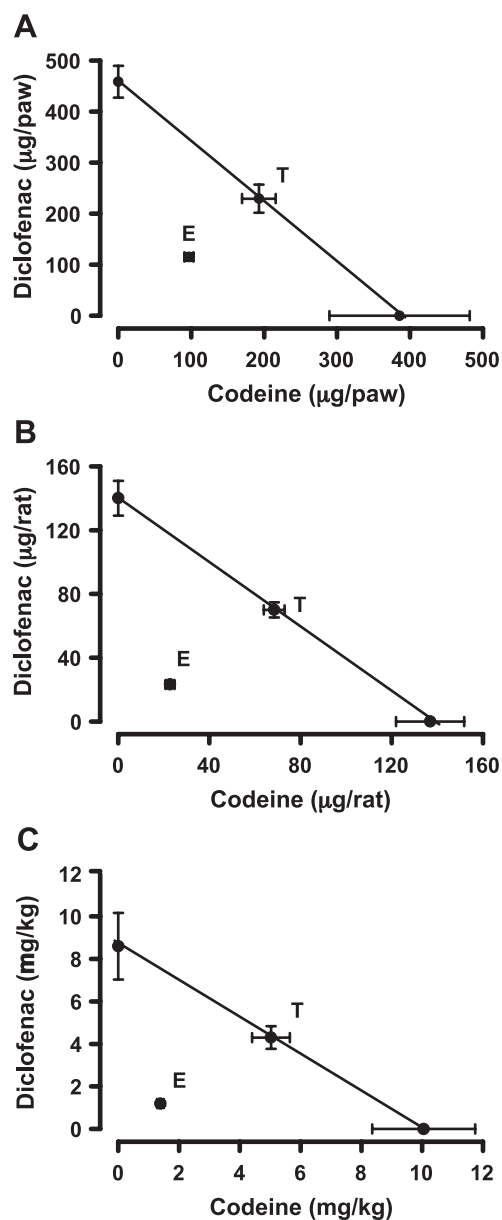 A
Diclofenac (μg/paw)
500
400
300
200
100
0
T
E
0 100 200 300 400 500
Codeine (μg/paw)
B
Diclofenac (μg/rat)
160
120
80
40
0
T
E
0 40 80 120 160
Codeine (μg/rat)
C
Diclofenac (mg/kg)
12
10
8
6
4
2
0
T
E
0 2 4 6 8 10 12
Codeine (mg/kg)